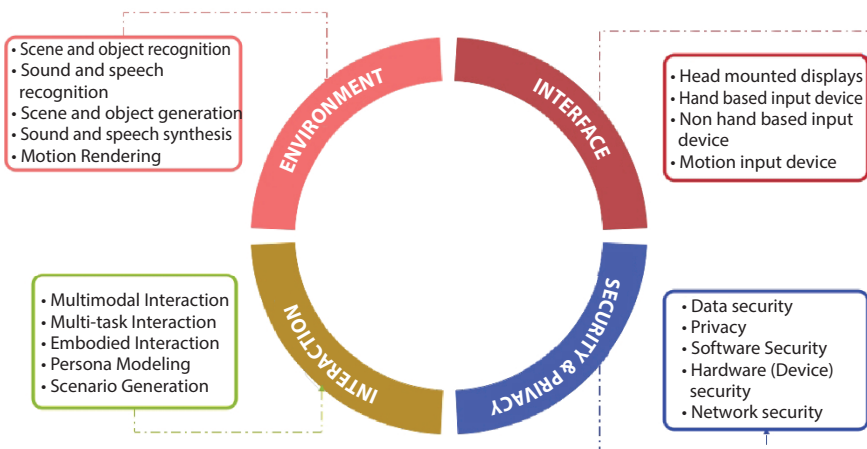 • Scene and object recognition
• Sound and speech
recognition
• Scene and object generation
• Sound and speech synthesis
• Motion Rendering
ENVIRONMENT
INTERFACE
• Head mounted displays
• Hand based input device
• Non hand based input
device
• Motion input device
• Multimodal Interaction
• Multi-task Interaction
• Embodied Interaction
• Persona Modeling
• Scenario Generation
INTERACTION
SECURITY & PRIVACY
• Data security
• Privacy
• Software Security
• Hardware (Device)
security
• Network security